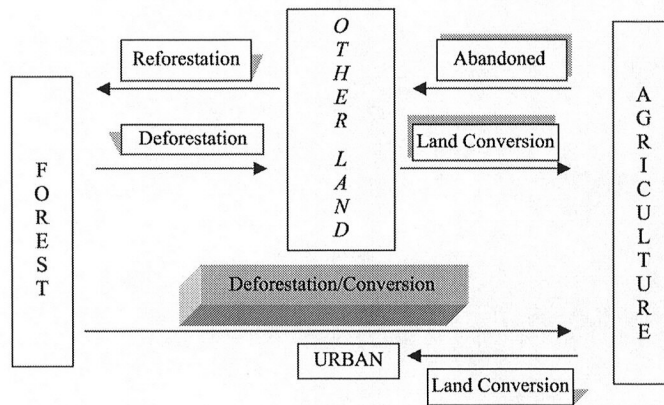 FOREST
Reforestation
Deforestation
OTHER LAND
Abandoned
Land Conversion
AGRICULTURE
Deforestation/Conversion
URBAN
Land Conversion